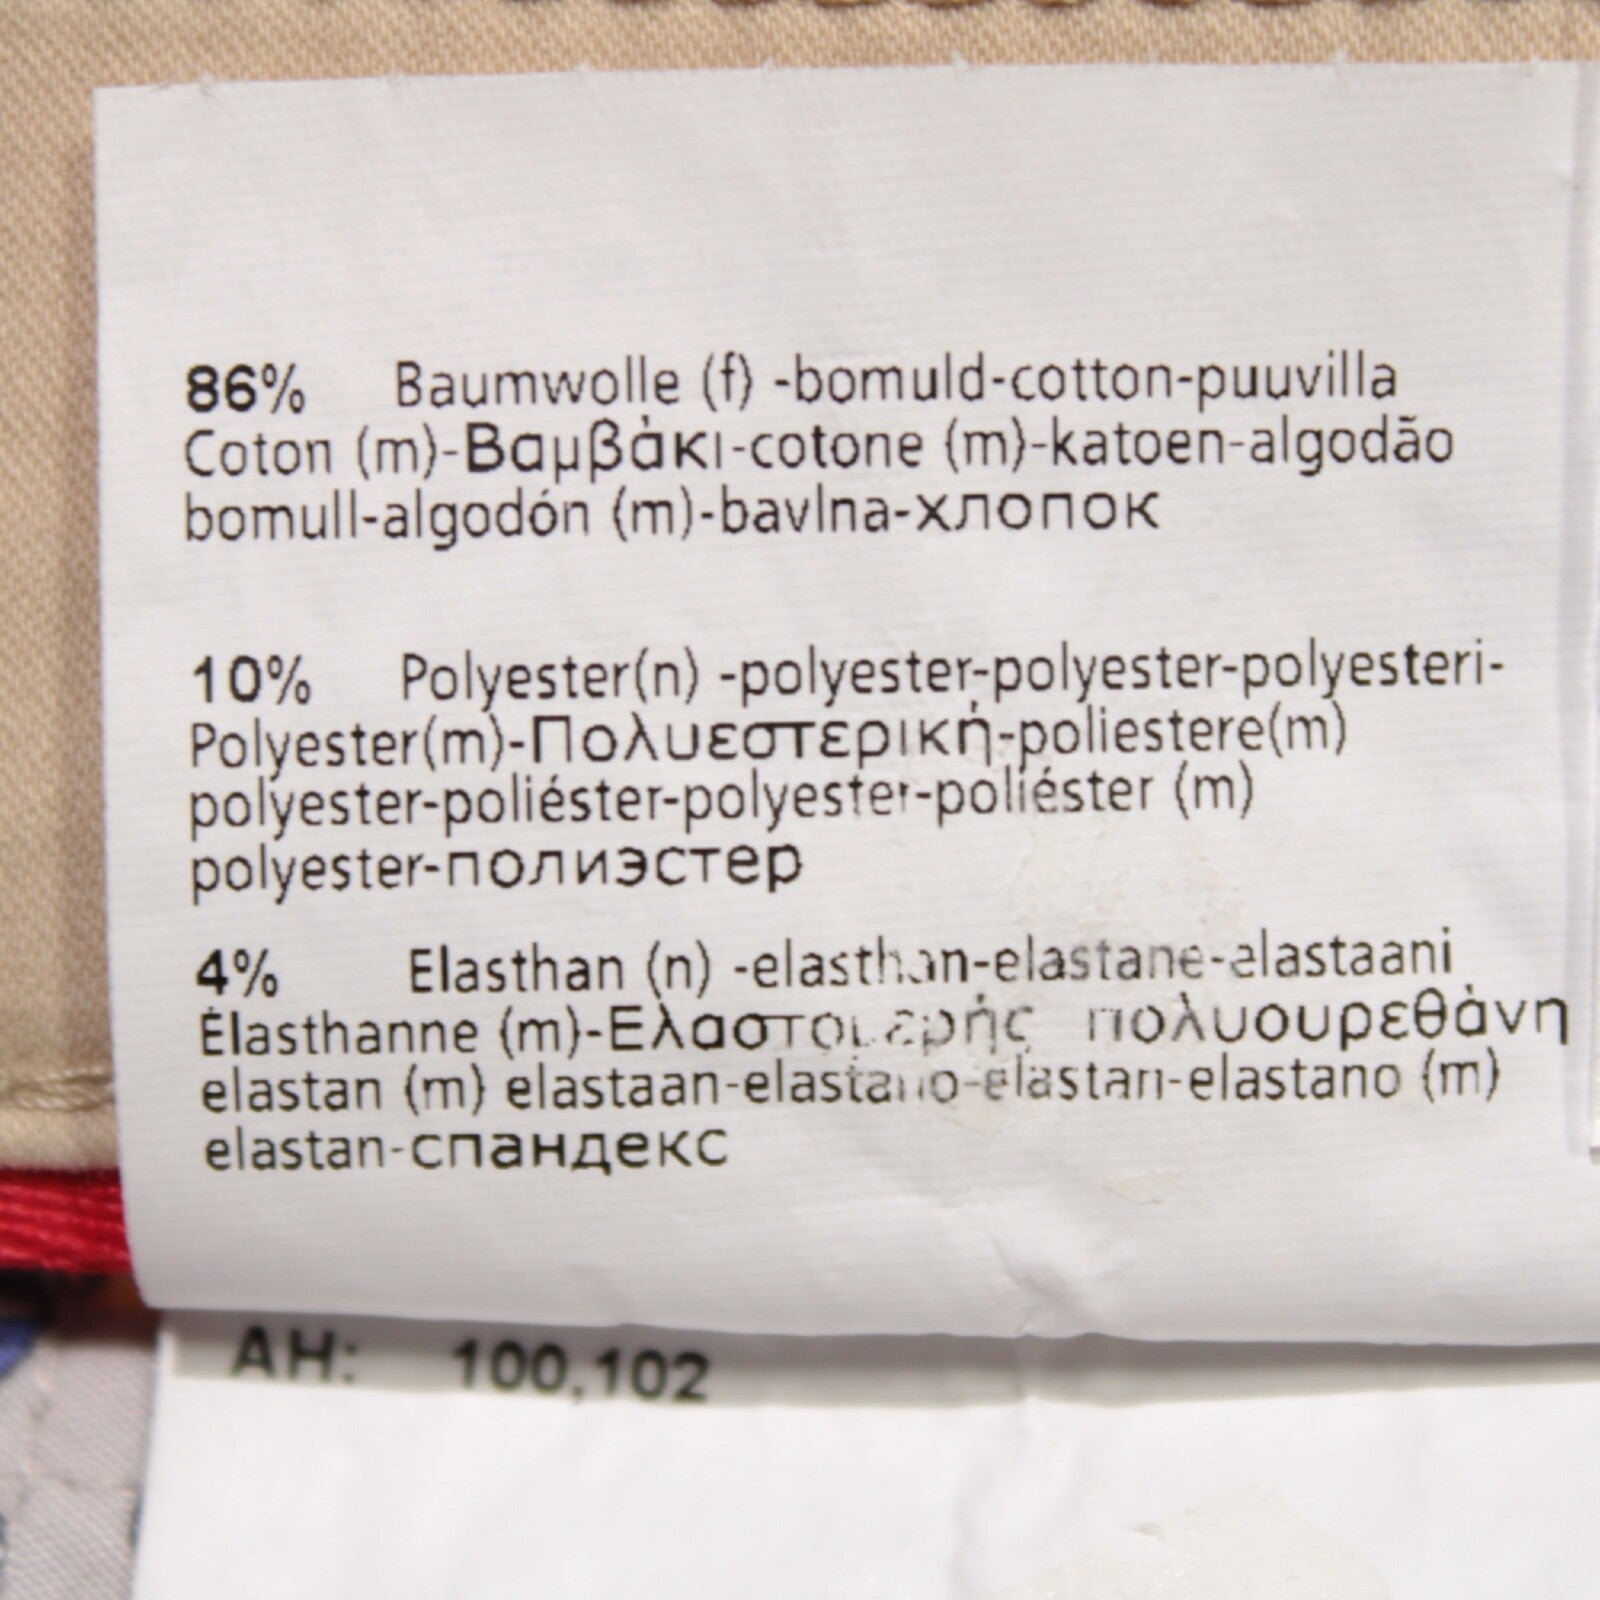 86% Baumwolle (f) -bomuld-cotton-puuvilla
Coton (m)-Βαμβάκι-cotone (m)-katoen-algodão
bomull-algodón (m)-bavlna-хлопок
10% Polyester(n) -polyester-polyester-polyesteri-
Polyester(m)-Πολυεστερική-poliestere(m)
polyester-poliéster-polyester-poliéster (m)
polyester-полиэстер
4% Elasthan (n) -elasthan-elastane-elastaani
Élasthanne (m)- πολυουρεθάνη
elastan (m) elastaan-elastano-elastan-elastano (m)
elastan-спандекс
AH: 100,102